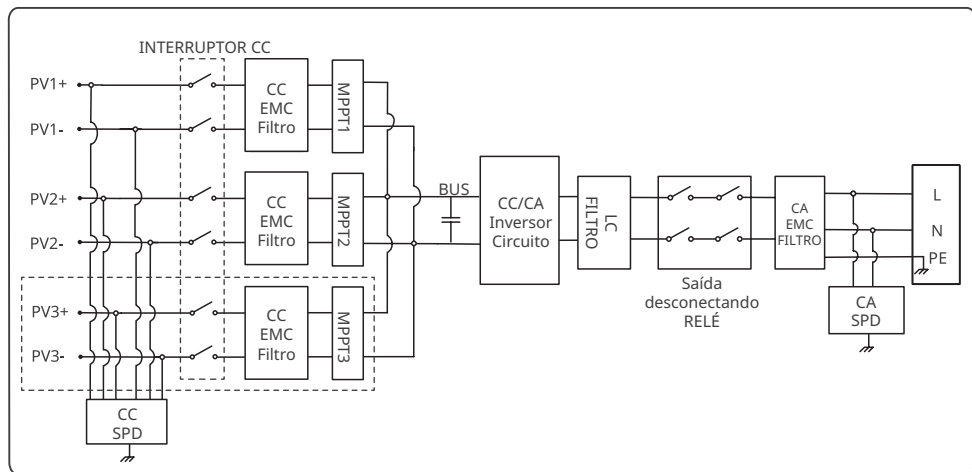 INTERRUPTOR CC
PV1+
PV1-
CC
EMC
Filtro
MPPT1
PV2+
PV2-
CC
EMC
Filtro
MPPT2
PV3+
PV3-
CC
EMC
Filtro
MPPT3
CC
SPD
BUS
CC/CA
Inversor
Circuito
LC
FILTRO
Saída
desconectando
RELÉ
CA
EMC
FILTRO
L
N
PE
CA
SPD